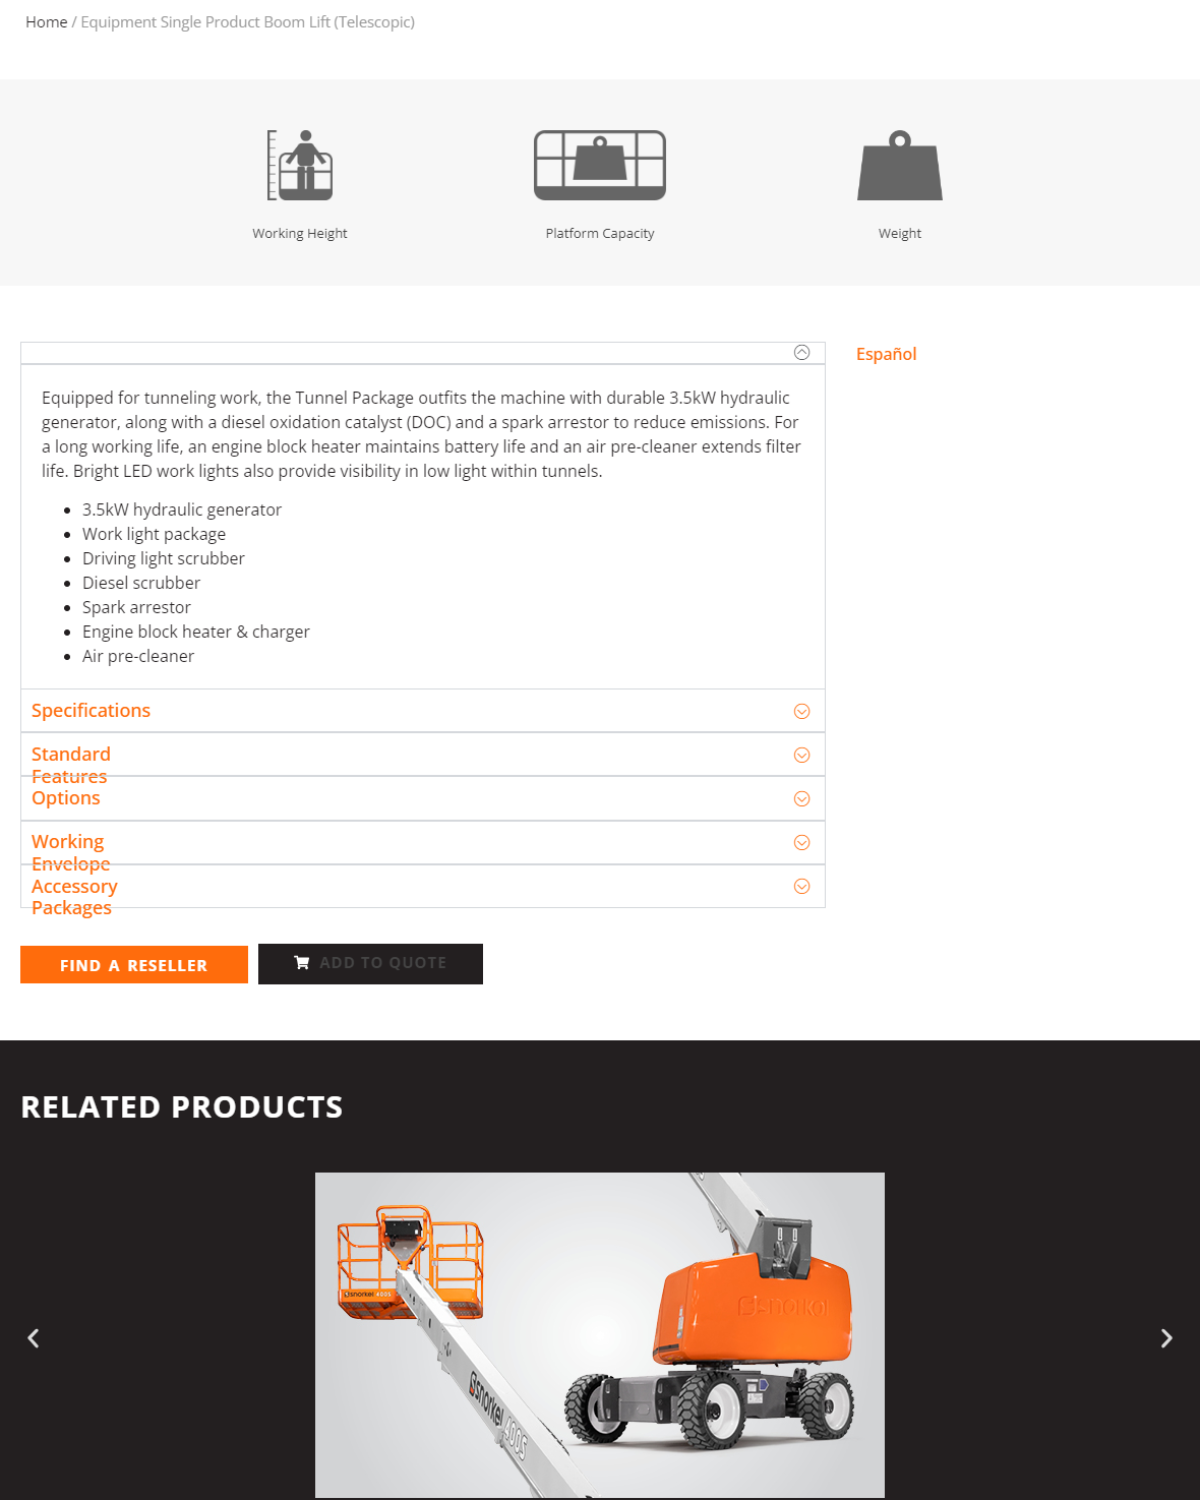 Home / Equipment Single Product Boom Lift (Telescopic)
Working Height
Platform Capacity
Weight
Español
Equipped for tunneling work, the Tunnel Package outfits the machine with durable 3.5kW hydraulic
generator, along with a diesel oxidation catalyst (DOC) and a spark arrestor to reduce emissions. For
a long working life, an engine block heater maintains battery life and an air pre-cleaner extends filter
life. Bright LED work lights also provide visibility in low light within tunnels.
3.5kW hydraulic generator
Work light package
Driving light scrubber
Diesel scrubber
Spark arrestor
Engine block heater & charger
Air pre-cleaner
Specifications
Standard
Features
Options
Working
Envelope
Accessory
Packages
FIND A RESELLER
ADD TO QUOTE
RELATED PRODUCTS
snorkel 400S
snorkel
snorkel 400S